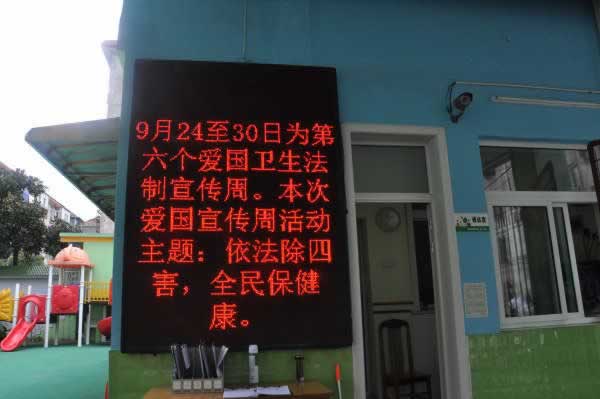 9月24至30日为第
六个爱国卫生法
制宣传周。本次
爱国宣传周活动
主题：依法除四
害，全民保健
康。